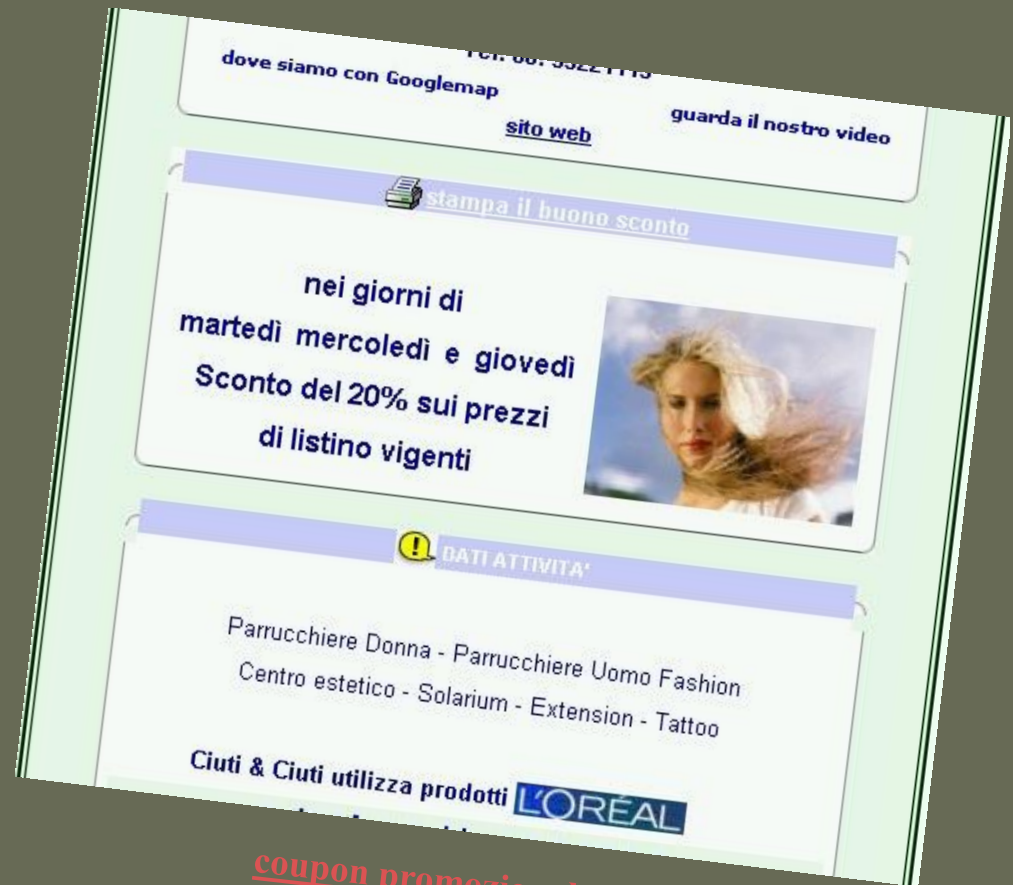 dove siamo con Googlemap
guarda il nostro video
sito web
stampa il buono sconto
nei giorni di
martedì mercoledì e giovedì
Sconto del 20% sui prezzi
di listino vigenti
DATI ATTIVITA'
Parrucchiere Donna - Parrucchiere Uomo Fashion
Centro estetico - Solarium - Extension - Tattoo
Ciuti & Ciuti utilizza prodotti L'ORÉAL
coupon